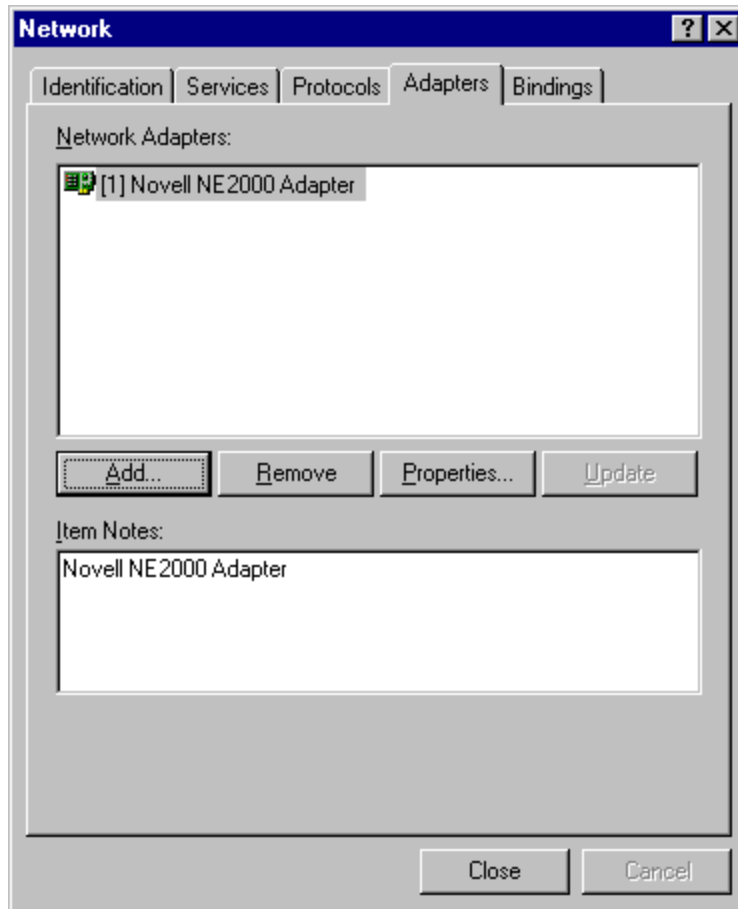 Network
Identification Services Protocols Adapters Bindings
Network Adapters:
[1] Novell NE2000 Adapter
Add... Remove Properties... Update
Item Notes:
Novell NE2000 Adapter
Close Cancel